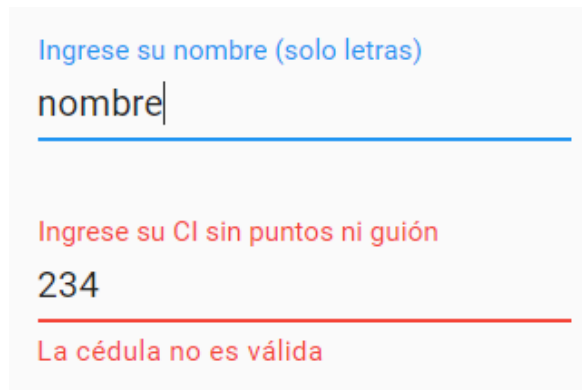 Ingrese su nombre (solo letras)
nombre
Ingrese su CI sin puntos ni guión
234
La cédula no es válida